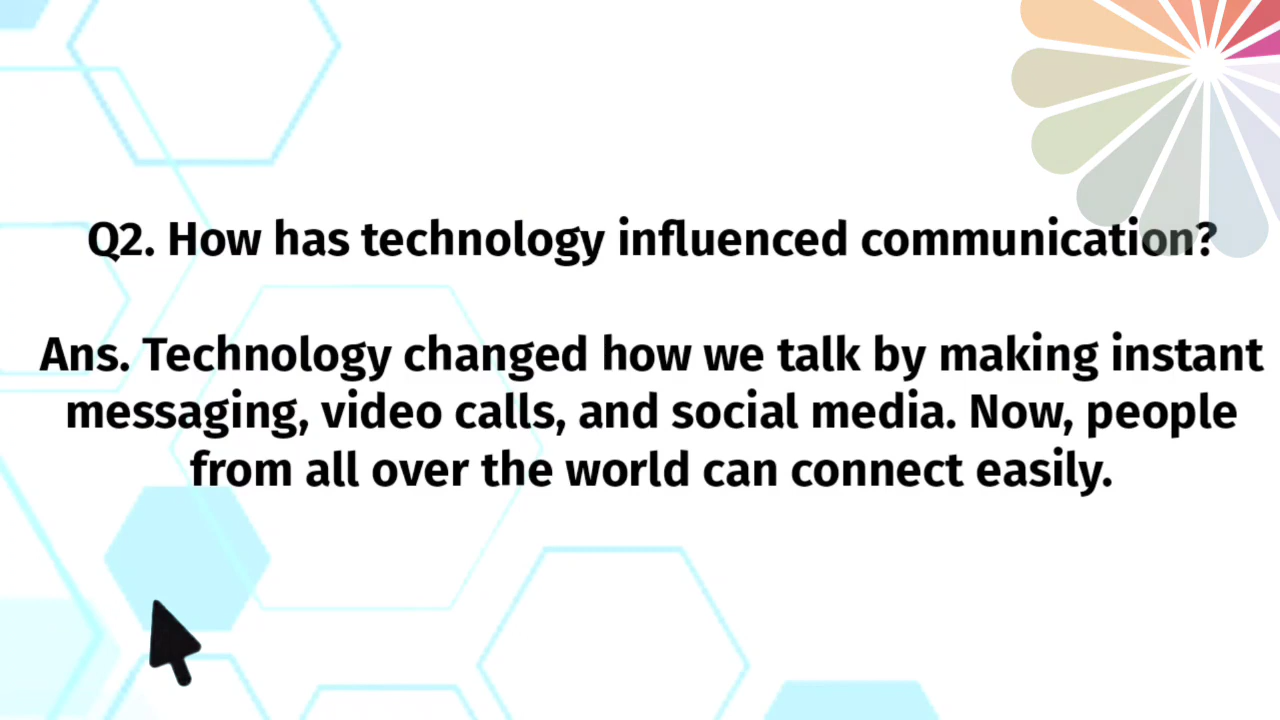 Q2. How has technology influenced communication?
Ans. Technology changed how we talk by making instant
messaging, video calls, and social media. Now, people
from all over the world can connect easily.